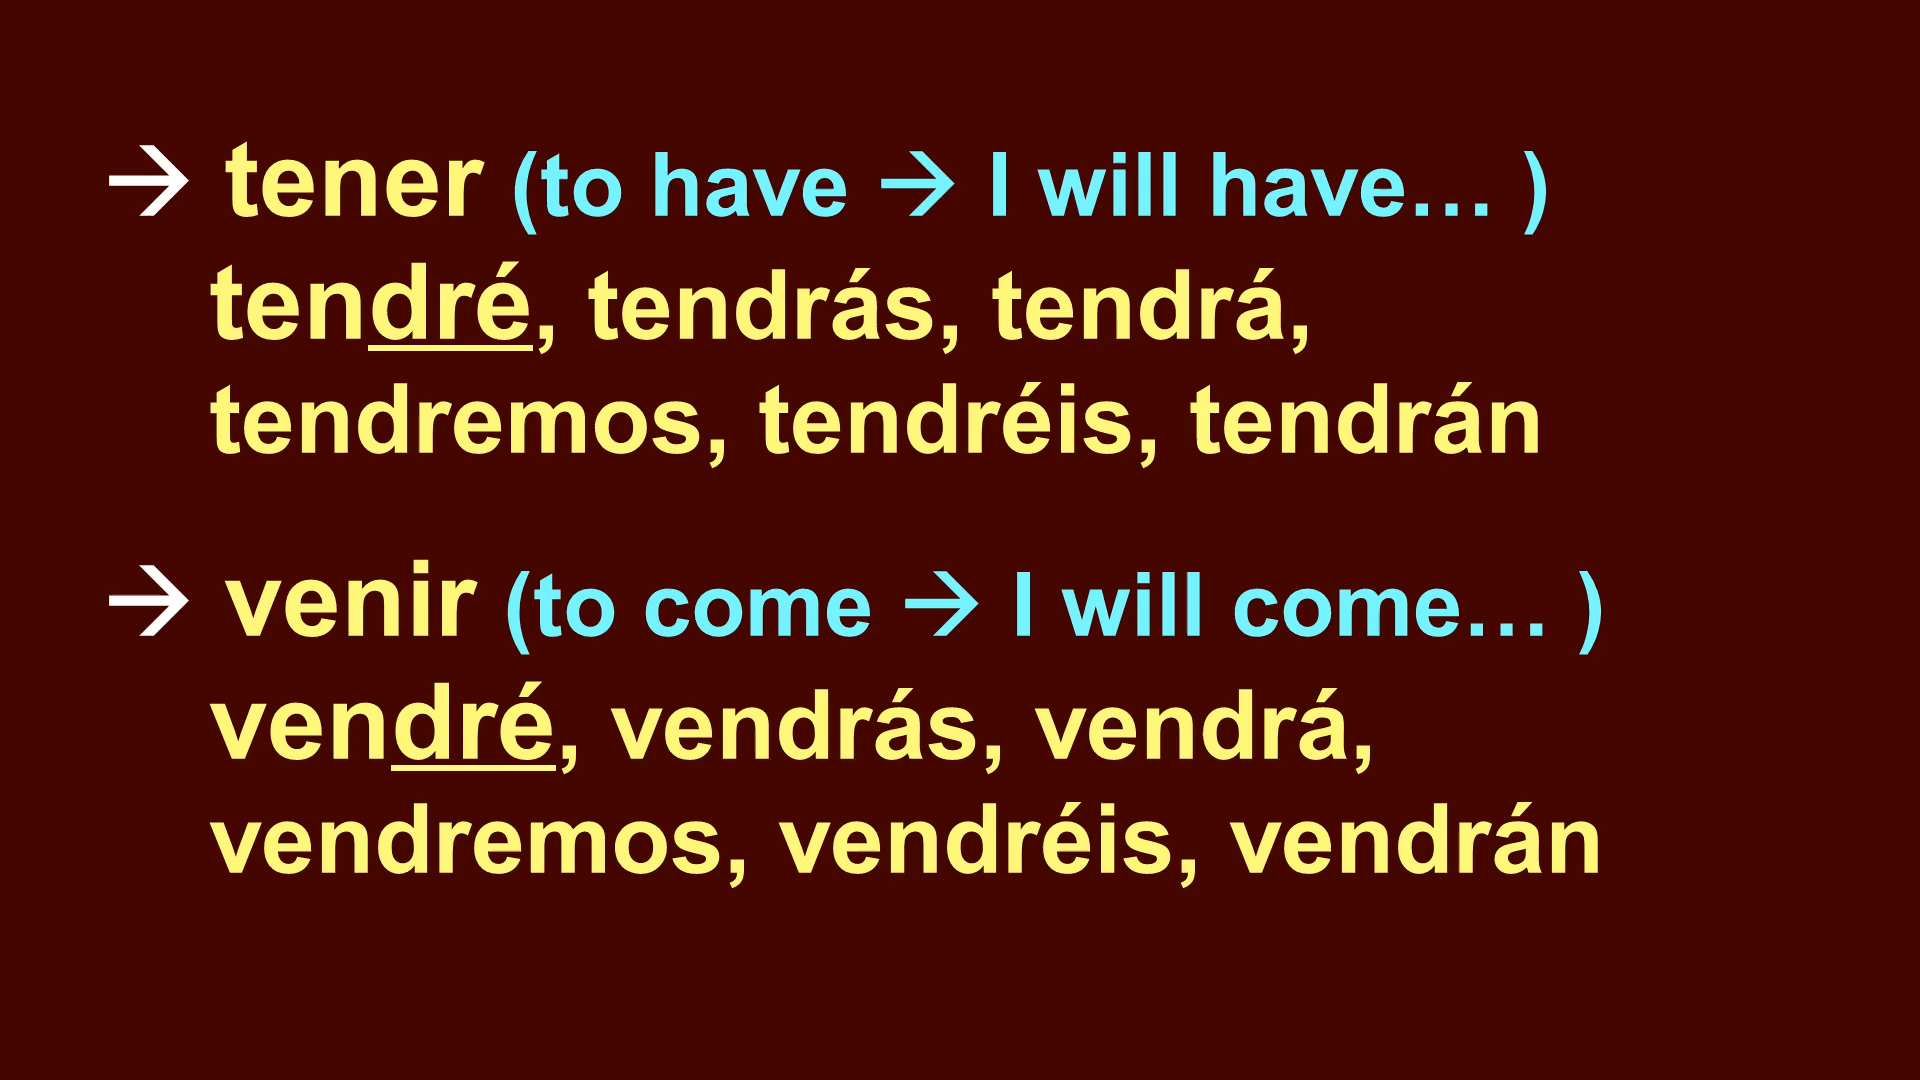 → tener (to have → I will have… )
tendré, tendrás, tendrá,
tendremos, tendréis, tendrán
→ venir (to come → I will come… )
vendré, vendrás, vendrá,
vendremos, vendréis, vendrán